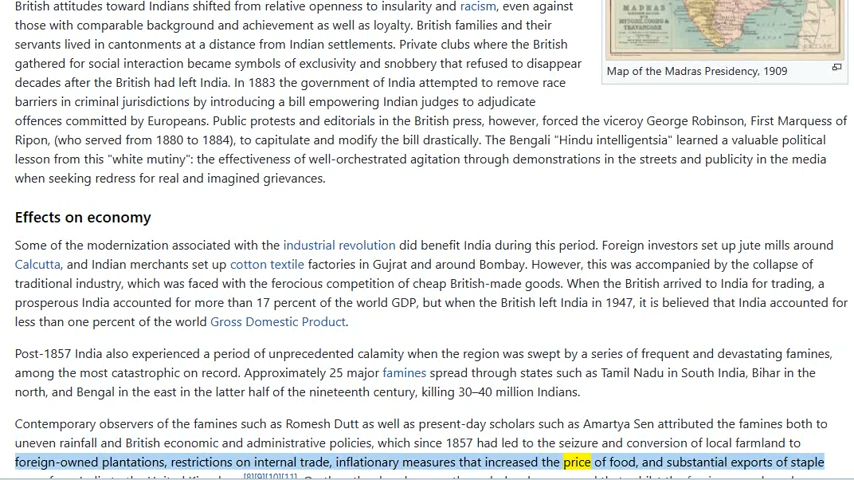 British attitudes toward Indians shifted from relative openness to insularity and racism, even against
those with comparable background and achievement as well as loyalty. British families and their
servants lived in cantonments at a distance from Indian settlements. Private clubs where the British
gathered for social interaction became symbols of exclusivity and snobbery that refused to disappear
decades after the British had left India. In 1883 the government of India attempted to remove race
barriers in criminal jurisdictions by introducing a bill empowering Indian judges to adjudicate
offences committed by Europeans. Public protests and editorials in the British press, however, forced the viceroy George Robinson, First Marquess of
Ripon, (who served from 1880 to 1884), to capitulate and modify the bill drastically. The Bengali "Hindu intelligentsia" learned a valuable political
lesson from this "white mutiny": the effectiveness of well-orchestrated agitation through demonstrations in the streets and publicity in the media
when seeking redress for real and imagined grievances.
MADRAS
MYSORE, COORG &
TRAVANCORE
Map of the Madras Presidency, 1909
Effects on economy
Some of the modernization associated with the industrial revolution did benefit India during this period. Foreign investors set up jute mills around
Calcutta, and Indian merchants set up cotton textile factories in Gujrat and around Bombay. However, this was accompanied by the collapse of
traditional industry, which was faced with the ferocious competition of cheap British-made goods. When the British arrived to India for trading, a
prosperous India accounted for more than 17 percent of the world GDP, but when the British left India in 1947, it is believed that India accounted for
less than one percent of the world Gross Domestic Product.
Post-1857 India also experienced a period of unprecedented calamity when the region was swept by a series of frequent and devastating famines,
among the most catastrophic on record. Approximately 25 major famines spread through states such as Tamil Nadu in South India, Bihar in the
north, and Bengal in the east in the latter half of the nineteenth century, killing 30–40 million Indians.
Contemporary observers of the famines such as Romesh Dutt as well as present-day scholars such as Amartya Sen attributed the famines both to
uneven rainfall and British economic and administrative policies, which since 1857 had led to the seizure and conversion of local farmland to
foreign-owned plantations, restrictions on internal trade, inflationary measures that increased the price of food, and substantial exports of staple
[8][9][10][11]